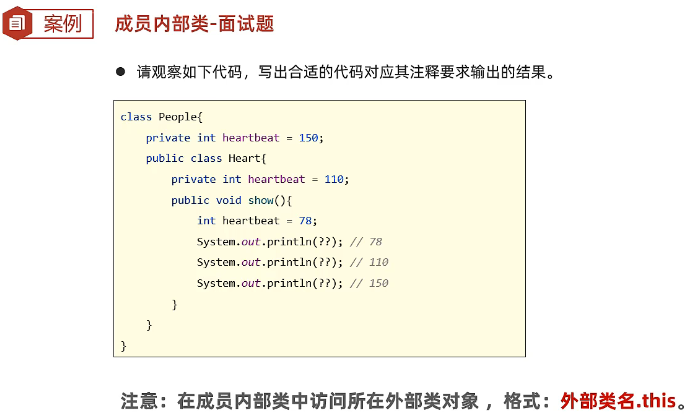 案例
成员内部类-面试题
● 请观察如下代码，写出合适的代码对应其注释要求输出的结果。
class People{
    private int heartbeat = 150;
    public class Heart{
        private int heartbeat = 110;
        public void show(){
            int heartbeat = 78;
            System.out.println(??); // 78
            System.out.println(??); // 110
            System.out.println(??); // 150
        }
    }
}
注意：在成员内部类中访问所在外部类对象 ，格式：外部类名.this。